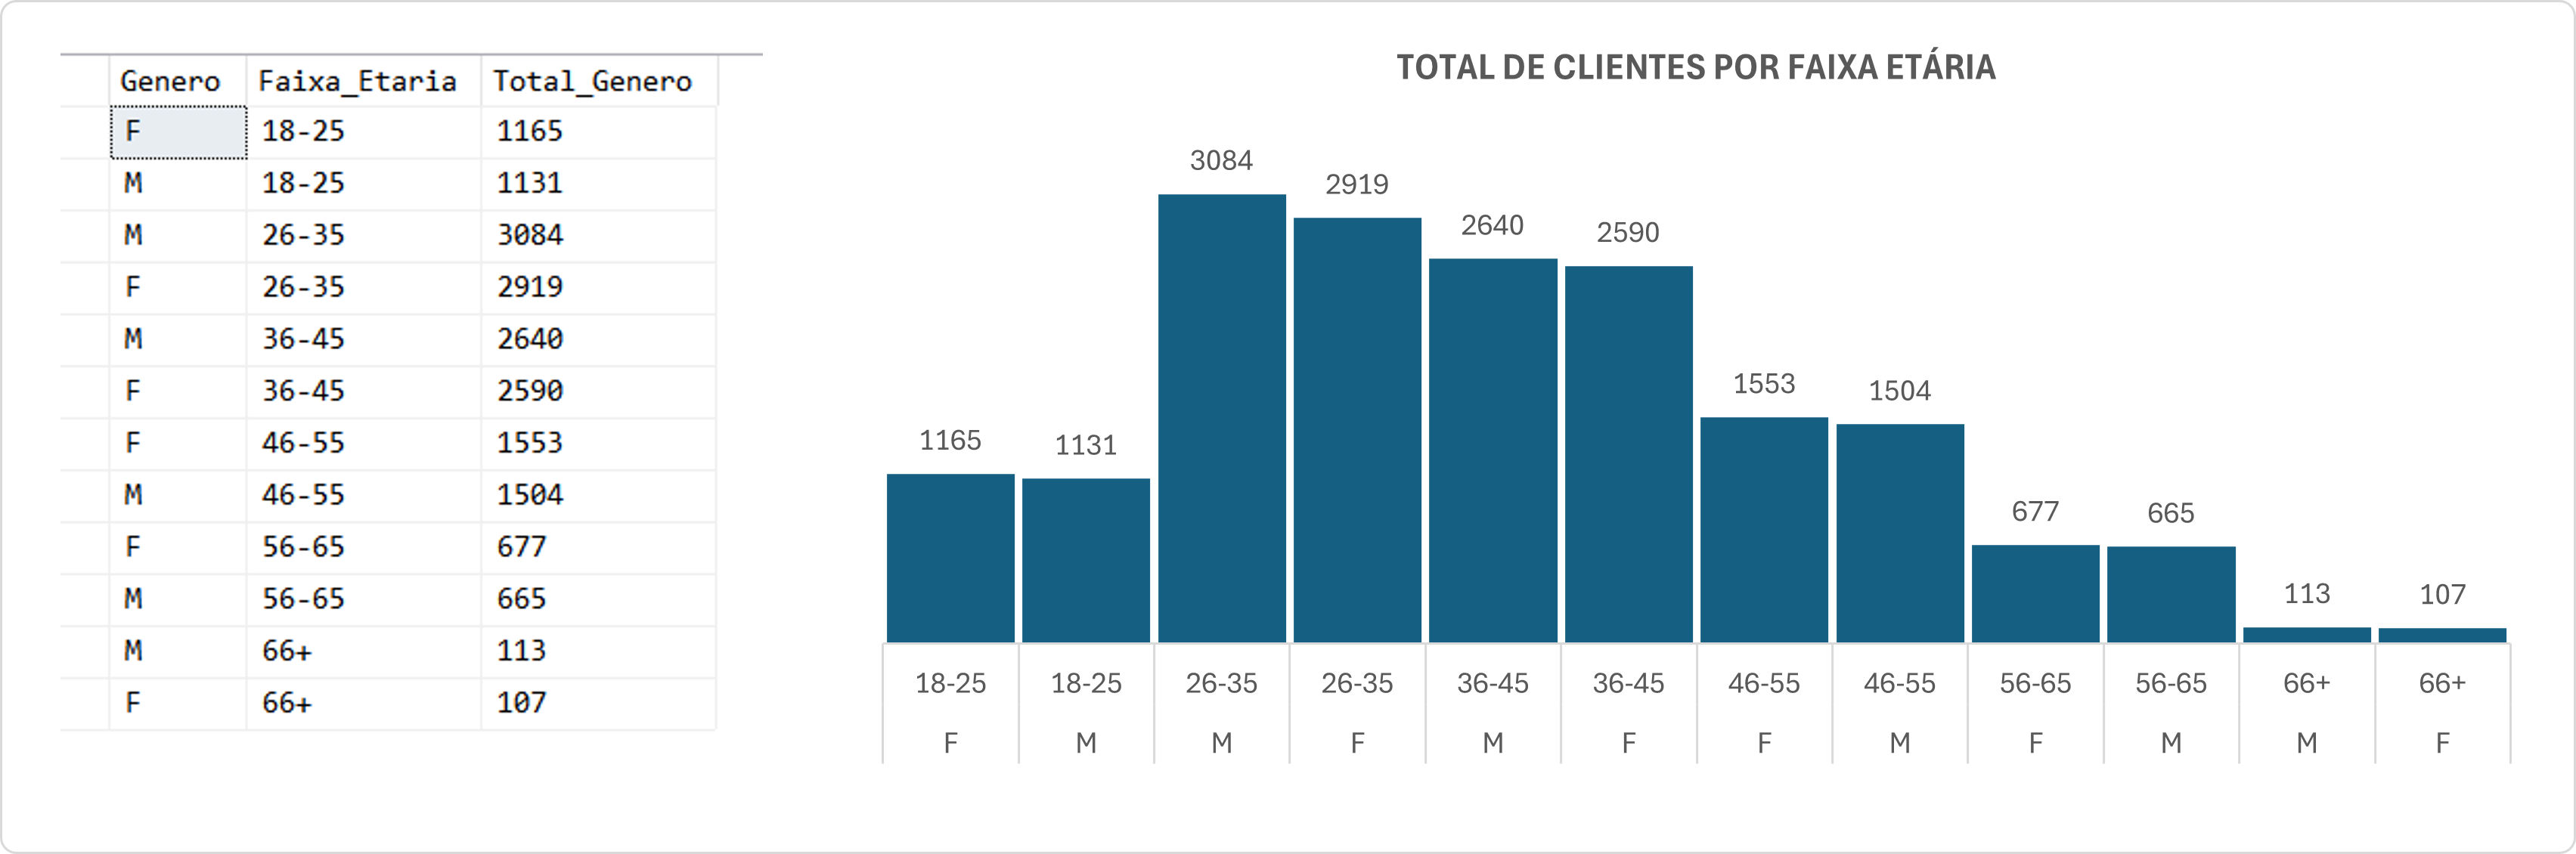 Genero Faixa_Etaria Total_Genero
F 18-25 1165
M 18-25 1131
M 26-35 3084
F 26-35 2919
M 36-45 2640
F 36-45 2590
F 46-55 1553
M 46-55 1504
F 56-65 677
M 56-65 665
M 66+ 113
F 66+ 107
TOTAL DE CLIENTES POR FAIXA ETÁRIA
1165 1131 3084 2919 2640 2590 1553 1504 677 665 113 107
18-25 18-25 26-35 26-35 36-45 36-45 46-55 46-55 56-65 56-65 66+ 66+
F M M F M F F M F M M F